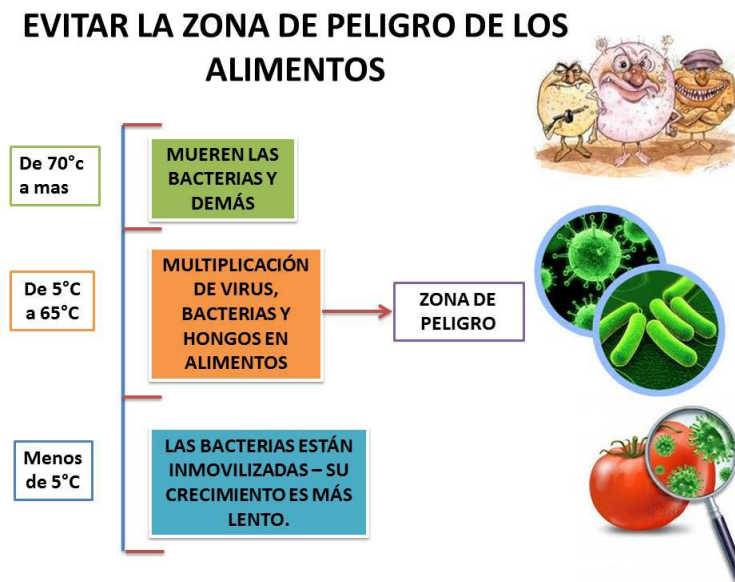 EVITAR LA ZONA DE PELIGRO DE LOS
ALIMENTOS
De 70°c
a mas
MUEREN LAS
BACTERIAS Y
DEMÁS
De 5°C
a 65°C
MULTIPLICACIÓN
DE VIRUS,
BACTERIAS Y
HONGOS EN
ALIMENTOS
ZONA DE
PELIGRO
Menos
de 5°C
LAS BACTERIAS ESTÁN
INMOVILIZADAS – SU
CRECIMIENTO ES MÁS
LENTO.